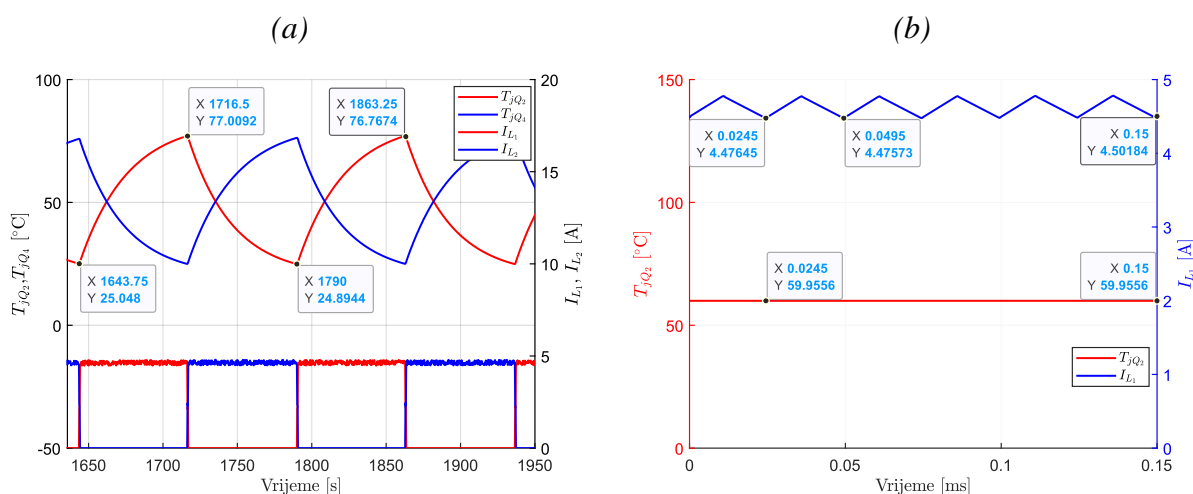 (a)
100
50
0
-50
T_{jQ_2},T_{jQ_4} [°C]
20
15
10
5
0
I_{L_1}, I_{L_2} [A]
1650
1700
1750
1800
1850
1900
1950
Vrijeme [s]
X 1716.5
Y 77.0092
X 1863.25
Y 76.7674
X 1643.75
Y 25.048
X 1790
Y 24.8944
T_{jQ_2}
T_{jQ_4}
I_{L_1}
I_{L_2}
(b)
150
100
50
0
T_{jQ_2} [°C]
5
4
3
2
1
0
I_{L_1} [A]
0
0.05
0.1
0.15
Vrijeme [ms]
X 0.0245
Y 4.47645
X 0.0495
Y 4.47573
X 0.15
Y 4.50184
X 0.0245
Y 59.9556
X 0.15
Y 59.9556
T_{jQ_2}
I_{L_1}